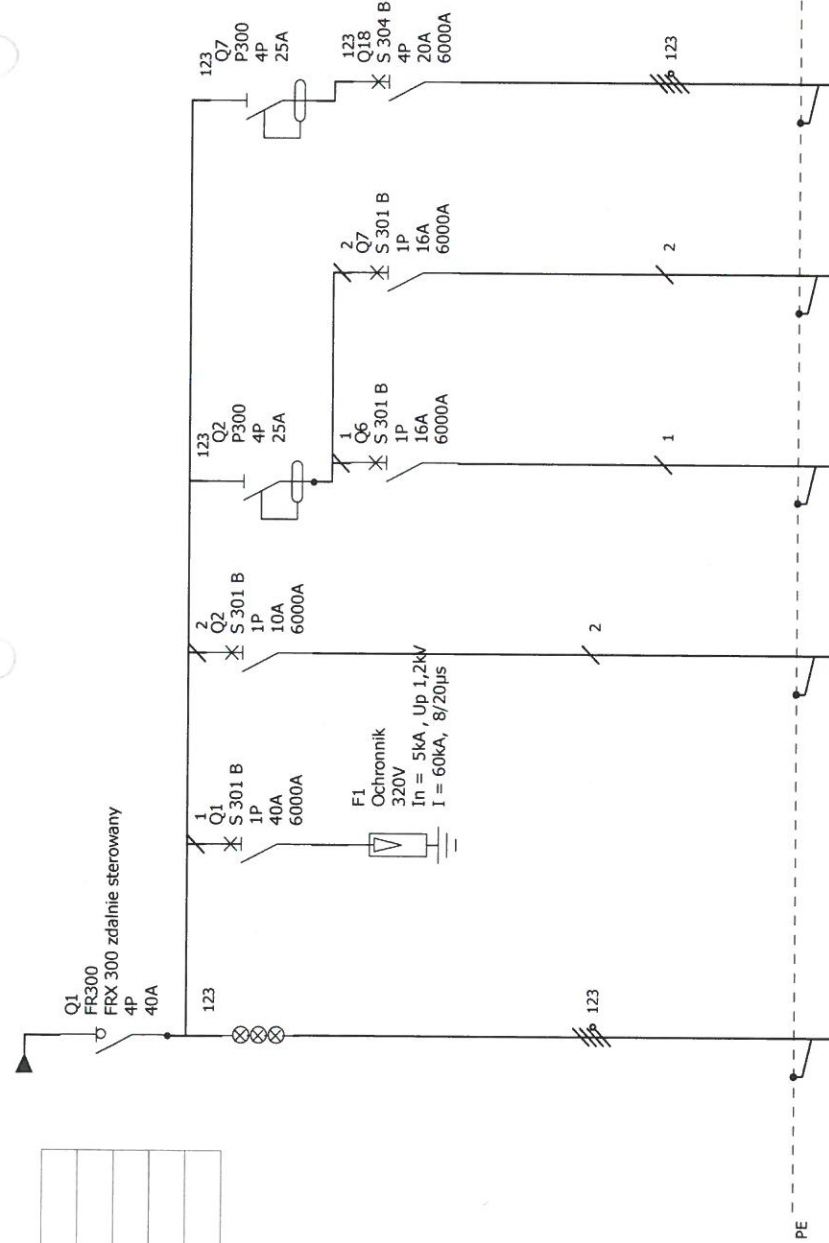 Q1
FR300
FRX 300 zdalnie sterowany
4P
40A
123
123
1
Q1
S 301 B
1P
40A
6000A
F1
Ochronnik
320V
In = 5kA , Up 1,2kV
I = 60kA, 8/20µs
2
Q2
S 301 B
1P
10A
6000A
2
123
Q2
P300
4P
25A
1
Q6
S 301 B
1P
16A
6000A
1
2
Q7
S 301 B
1P
16A
6000A
2
123
Q7
P300
4P
25A
123
Q18
S 304 B
4P
20A
6000A
123
PE